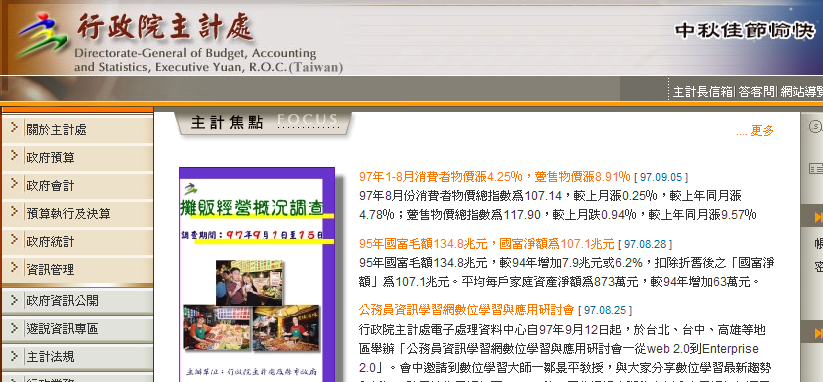 行政院主計處
Directorate-General of Budget, Accounting
and Statistics, Executive Yuan, R.O.C.(Taiwan)
中秋佳節愉快
主計長信箱| 答客問| 網站導覽
關於主計處
政府預算
政府會計
預算執行及決算
政府統計
資訊管理
政府資訊公開
遊說資訊專區
主計法規
主計焦點 FOCUS
.... 更多
攤販經營概況調查
調查期間：97年9月1日至15日
主辦單位：行政院主計處及縣市政府
97年1-8月消費者物價漲4.25％，躉售物價漲8.91％ [ 97.09.05 ]
97年8月份消費者物價總指數為107.14，較上月漲0.25％，較上年同月漲
4.78％；躉售物價總指數為117.90，較上月跌0.94％，較上年同月漲9.57％
95年國富毛額134.8兆元，國富淨額為107.1兆元 [ 97.08.28 ]
95年國富毛額134.8兆元，較94年增加7.9兆元或6.2%，扣除折舊後之「國富淨
額」為107.1兆元。平均每戶家庭資產淨額為873萬元，較94年增加63萬元。
公務員資訊學習網數位學習與應用研討會 [ 97.08.25 ]
行政院主計處電子處理資料中心自97年9月12日起，於台北、台中、高雄等地
區舉辦「公務員資訊學習網數位學習與應用研討會—從web 2.0到Enterprise
2.0」。會中邀請到數位學習大師—鄒景平教授，與大家分享數位學習最新趨勢
帳
密